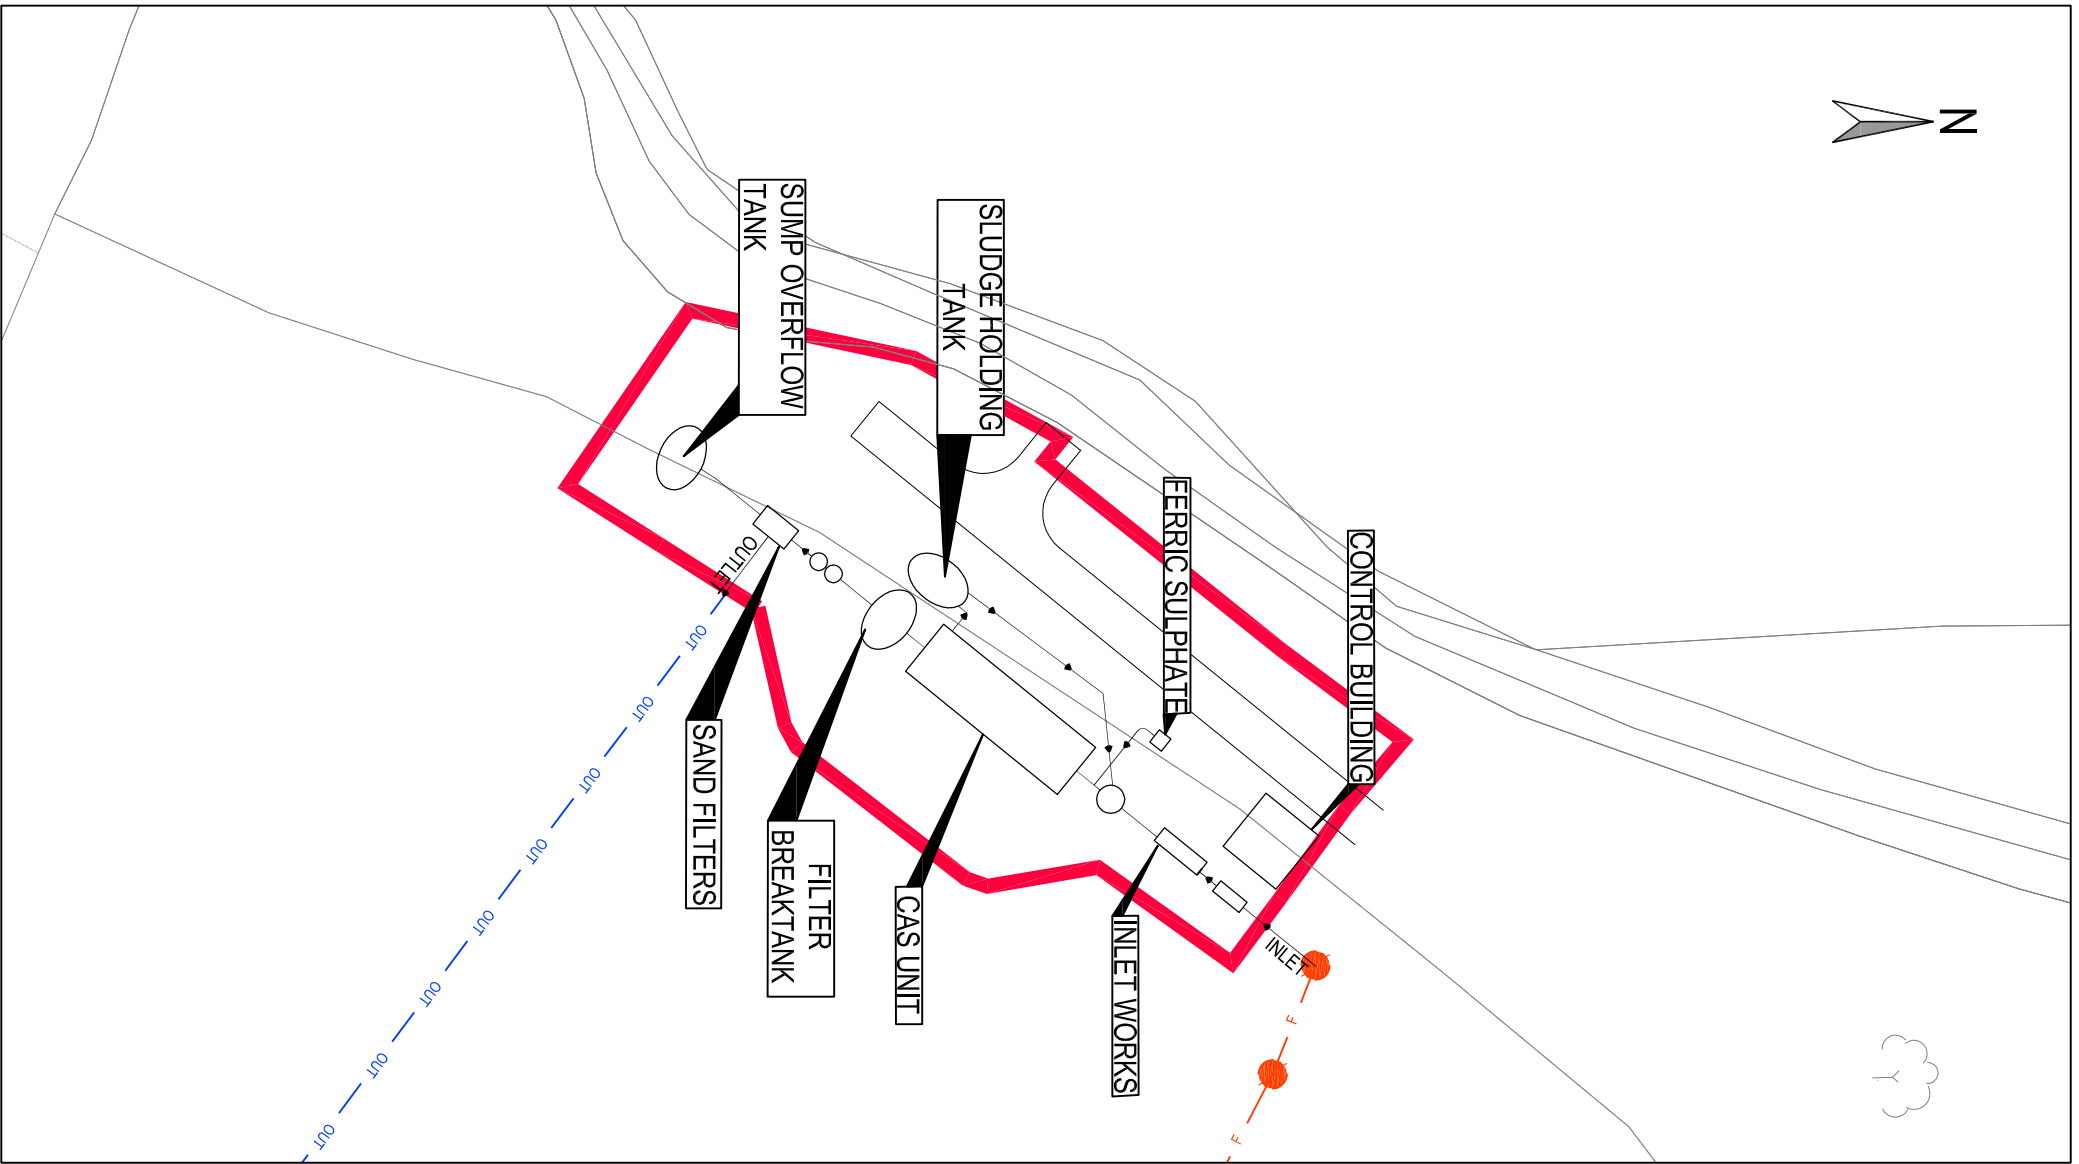 N
SUMP OVERFLOW
TANK
SLUDGE HOLDING
TANK
FERRIC SULPHATE
CONTROL BUILDING
OUTLET
SAND FILTERS
FILTER
BREAKTANK
CAS UNIT
INLET WORKS
INLET
F
F
OUT
OUT
OUT
OUT
OUT
OUT
OUT
OUT